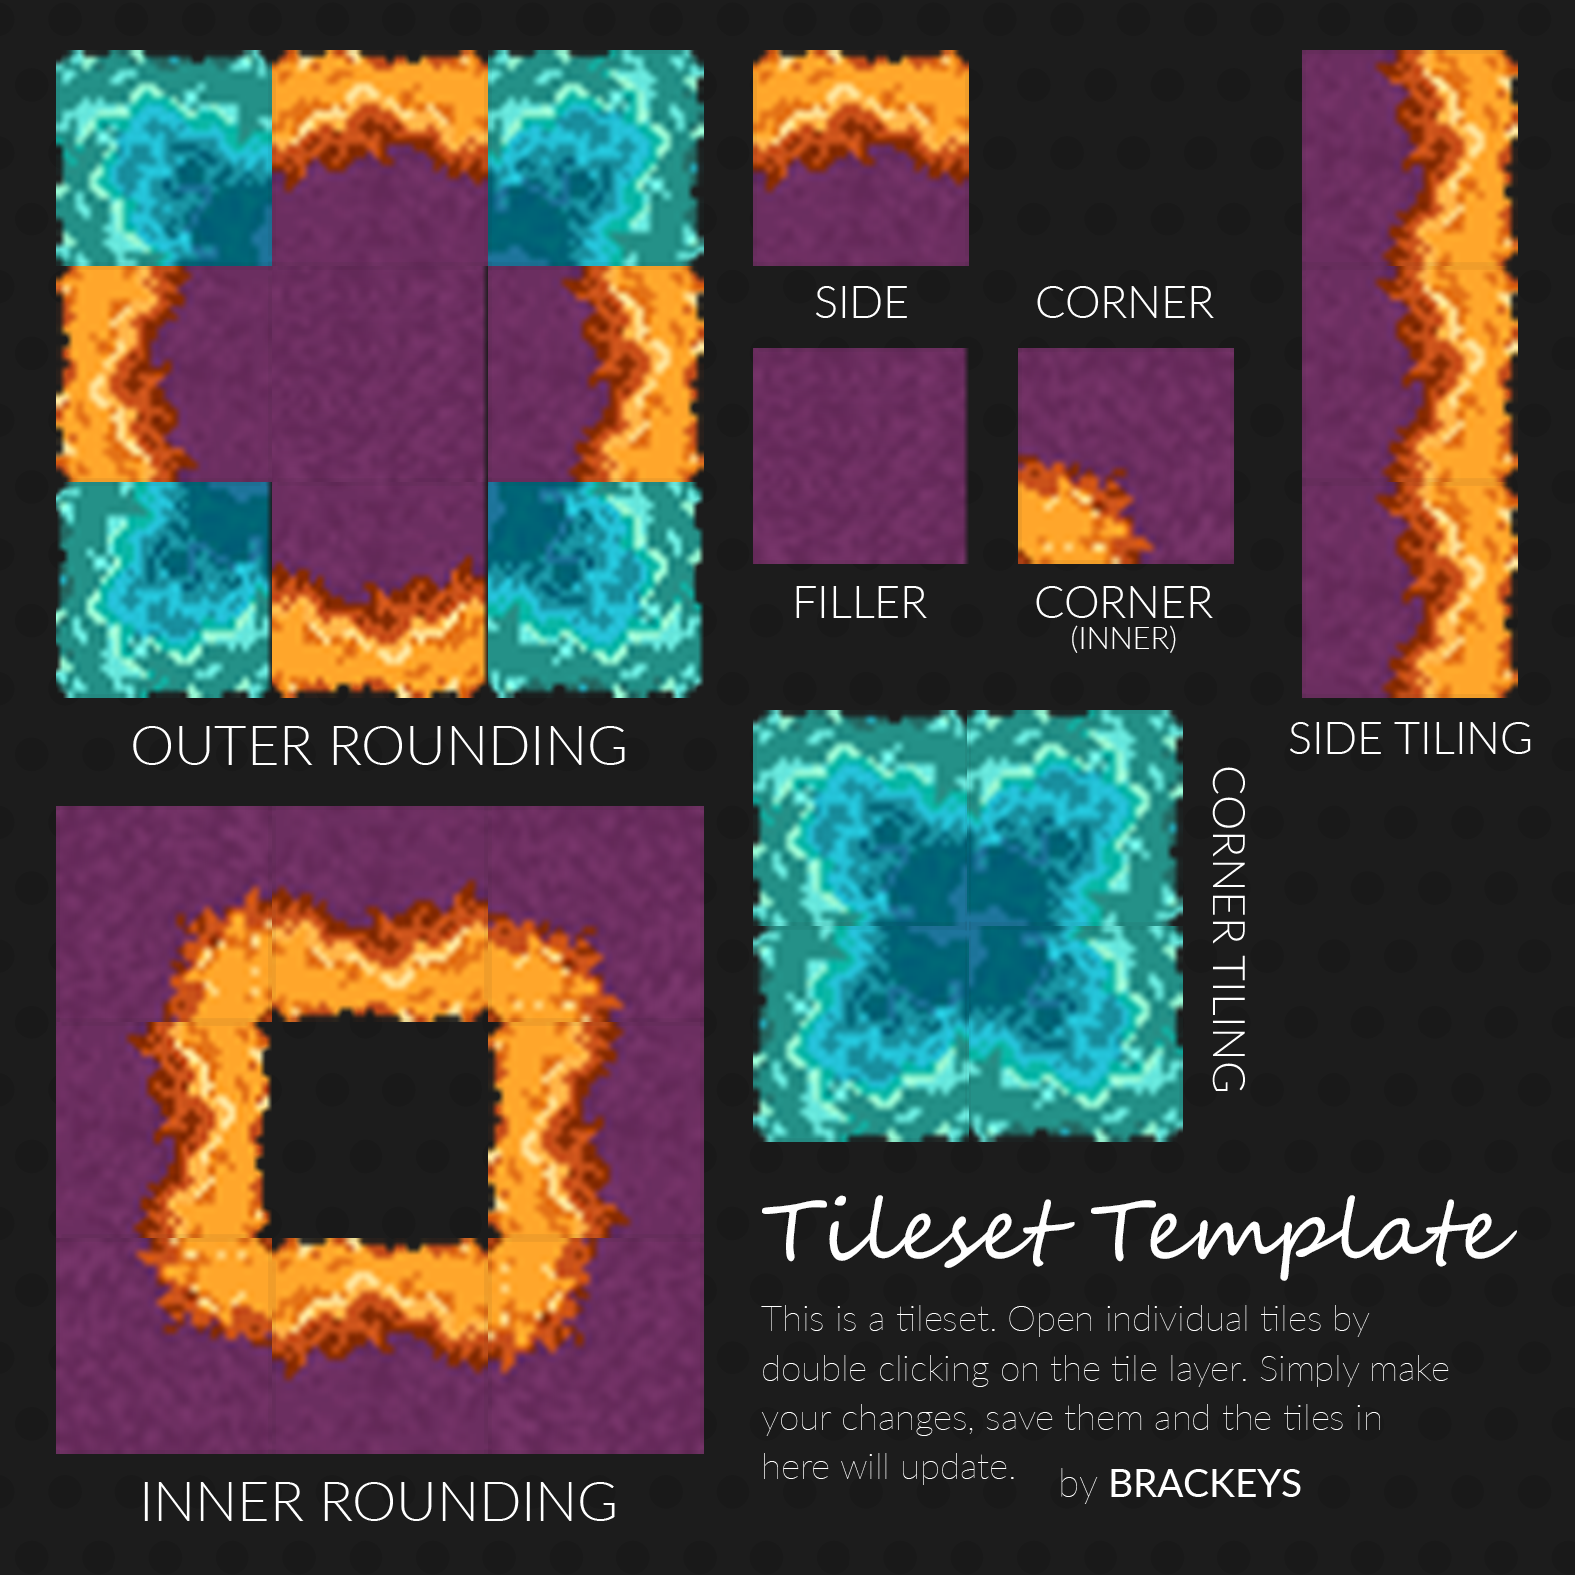 SIDE
CORNER
FILLER
CORNER
(INNER)
OUTER ROUNDING
SIDE TILING
CORNER TILING
Tileset Template
This is a tileset. Open individual tiles by
double clicking on the tile layer. Simply make
your changes, save them and the tiles in
here will update.
by BRACKEYS
INNER ROUNDING